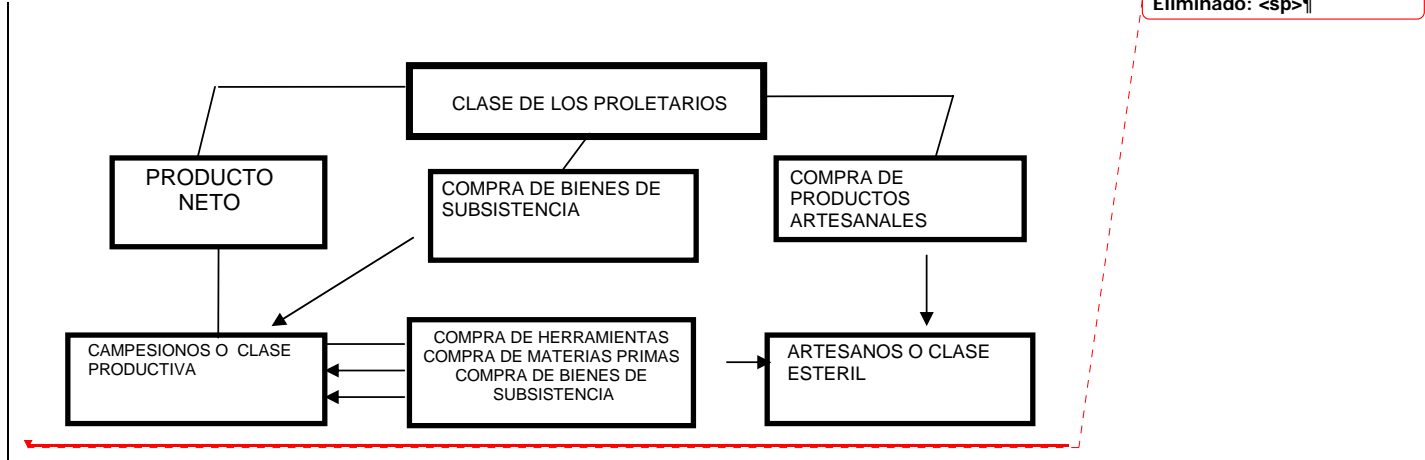 Eliminado: <sp>¶
CLASE DE LOS PROLETARIOS
PRODUCTO
NETO
COMPRA DE BIENES DE
SUBSISTENCIA
COMPRA DE
PRODUCTOS
ARTESANALES
CAMPESIONOS O CLASE
PRODUCTIVA
COMPRA DE HERRAMIENTAS
COMPRA DE MATERIAS PRIMAS
COMPRA DE BIENES DE
SUBSISTENCIA
ARTESANOS O CLASE
ESTERIL